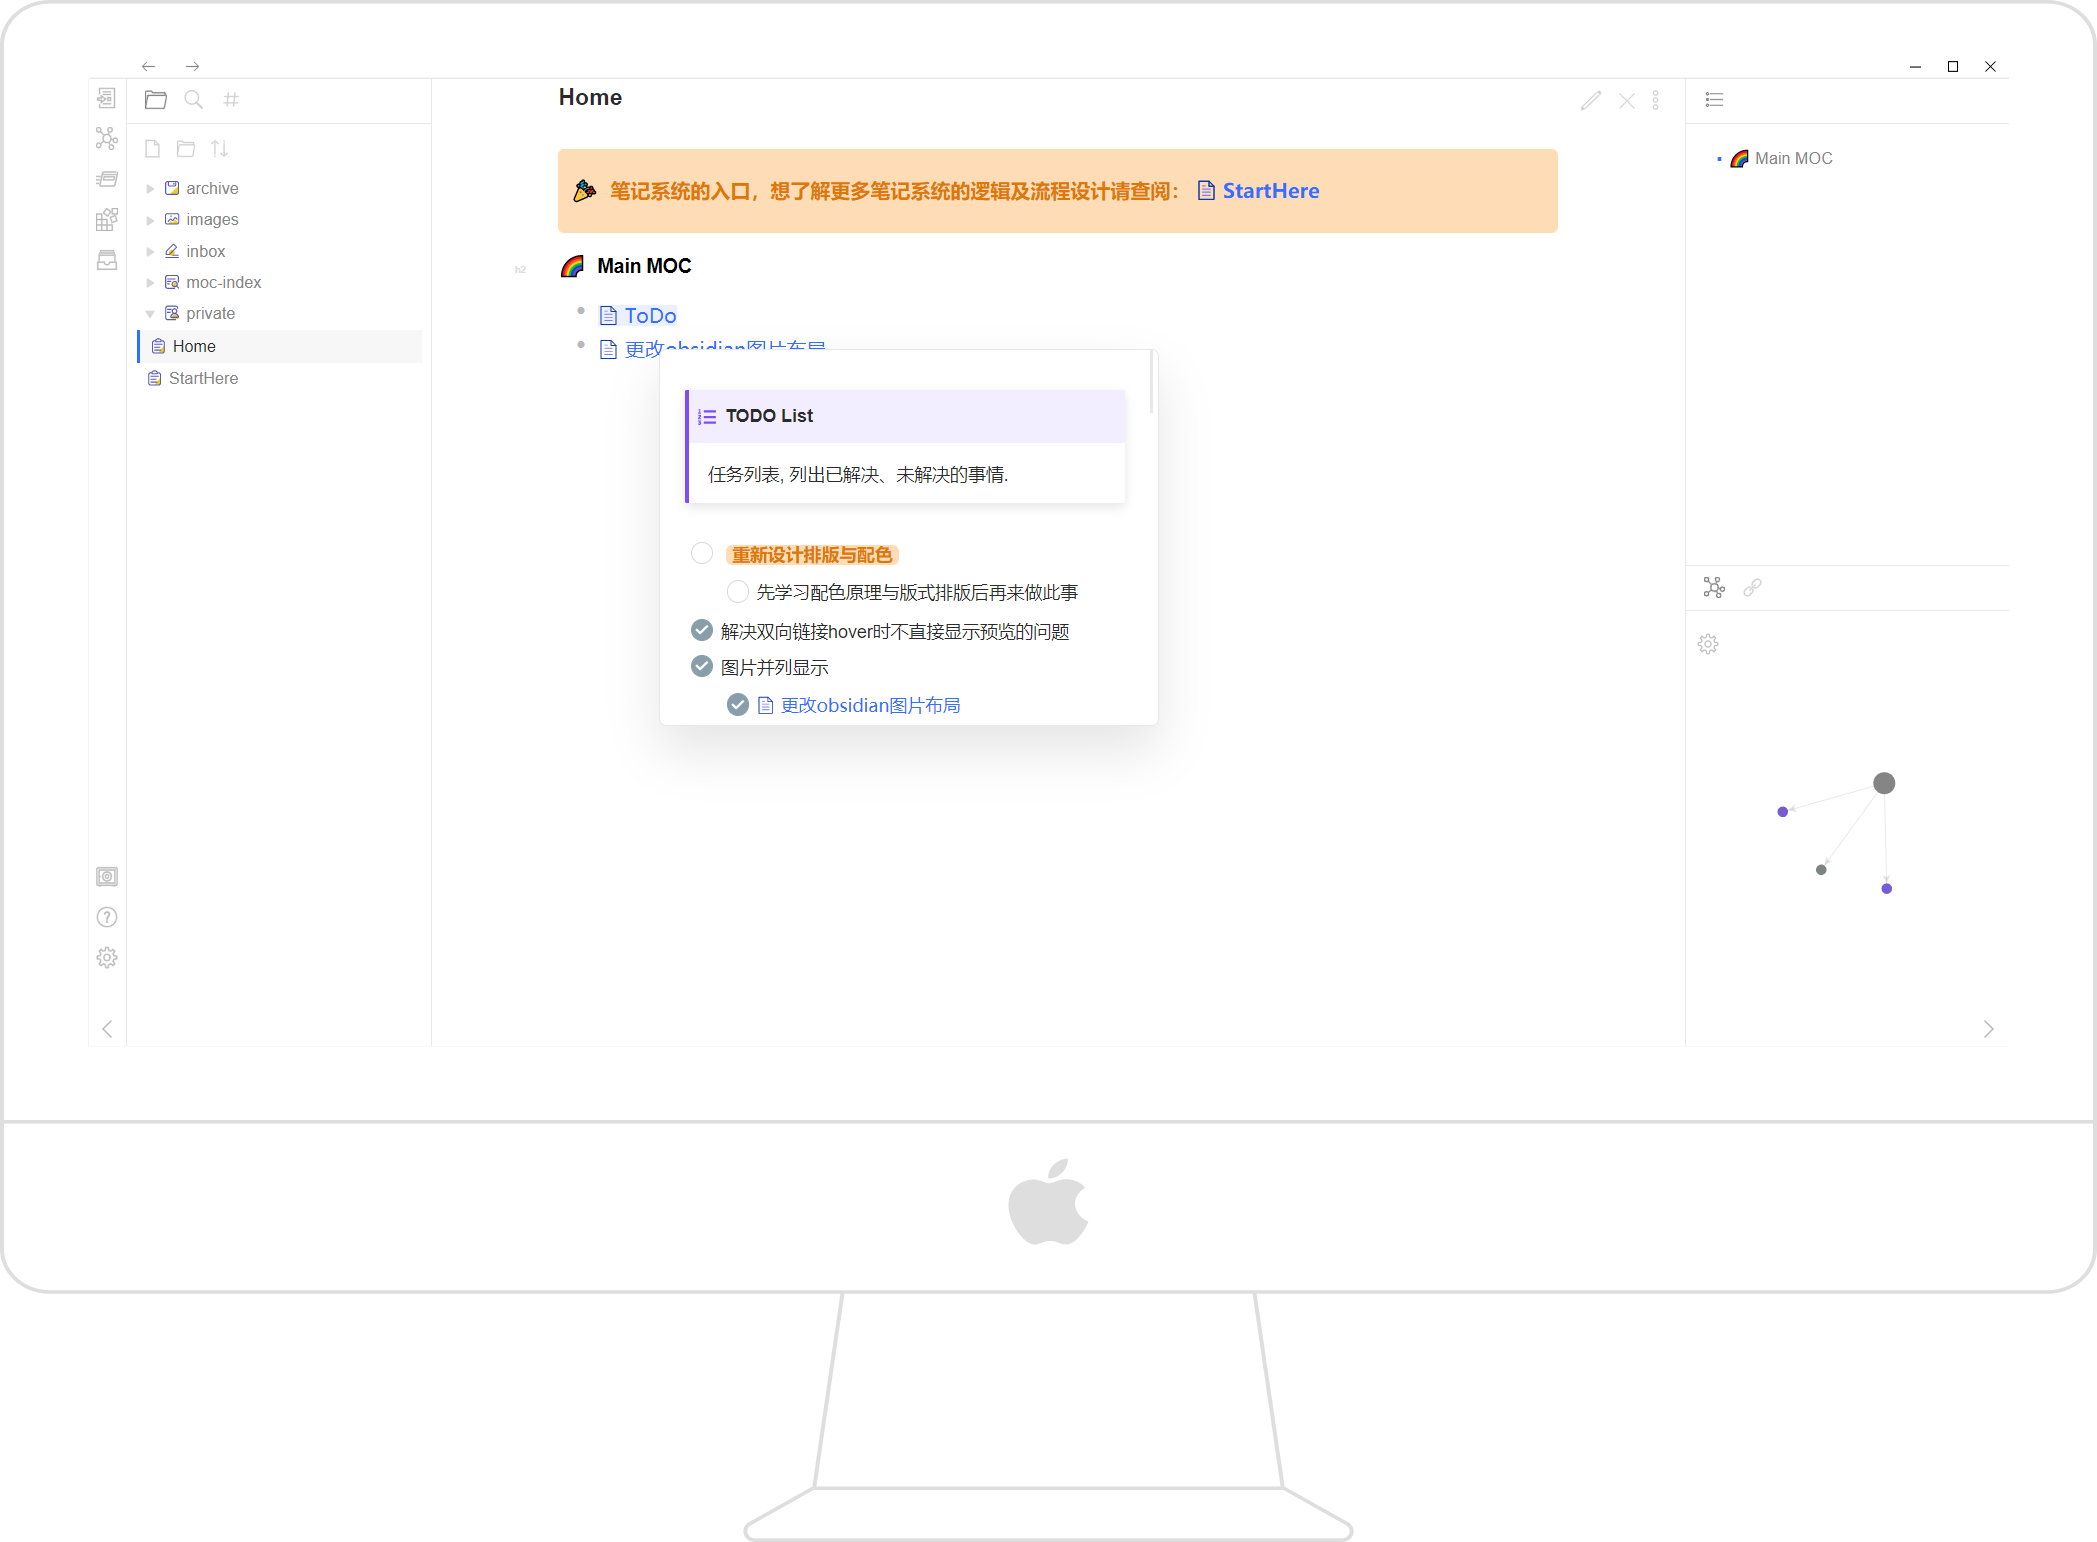 archive
images
inbox
moc-index
private
Home
StartHere
Home
笔记系统的入口，想了解更多笔记系统的逻辑及流程设计请查阅： StartHere
h2
Main MOC
ToDo
更改obsidian图片布局
TODO List
任务列表, 列出已解决、未解决的事情.
重新设计排版与配色
先学习配色原理与版式排版后再来做此事
解决双向链接hover时不直接显示预览的问题
图片并列显示
更改obsidian图片布局
Main MOC